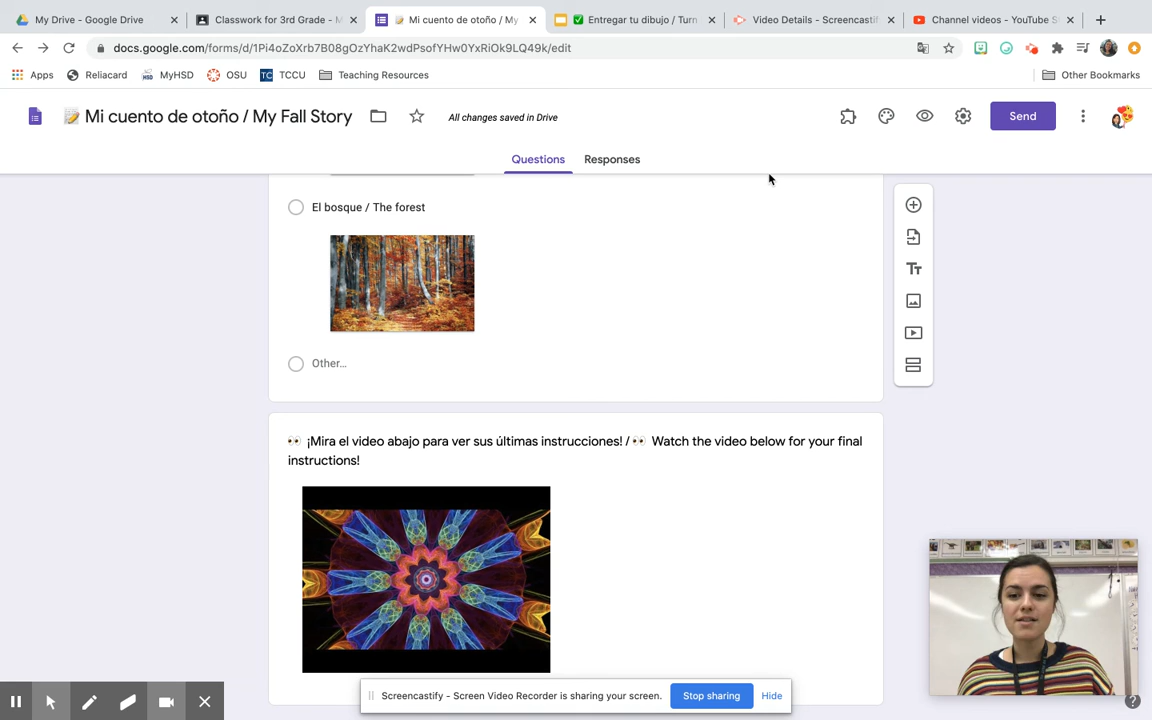 My Drive - Google Drive
Classwork for 3rd Grade - M
Mi cuento de otoño / My
Entregar tu dibujo / Turn
Video Details - Screencastif
Channel videos - YouTube S
docs.google.com/forms/d/1Pi4oZoXrb7B08gOzYhaK2wdPsofYHw0YxRiOk9LQ49k/edit
Apps
Reliacard
MyHSD
OSU
TC TCCU
Teaching Resources
Other Bookmarks
Mi cuento de otoño / My Fall Story
All changes saved in Drive
Send
Questions
Responses
El bosque / The forest
Other...
¡Mira el video abajo para ver sus últimas instrucciones! / 👀 Watch the video below for your final
instructions!
Screencastify - Screen Video Recorder is sharing your screen.
Stop sharing
Hide